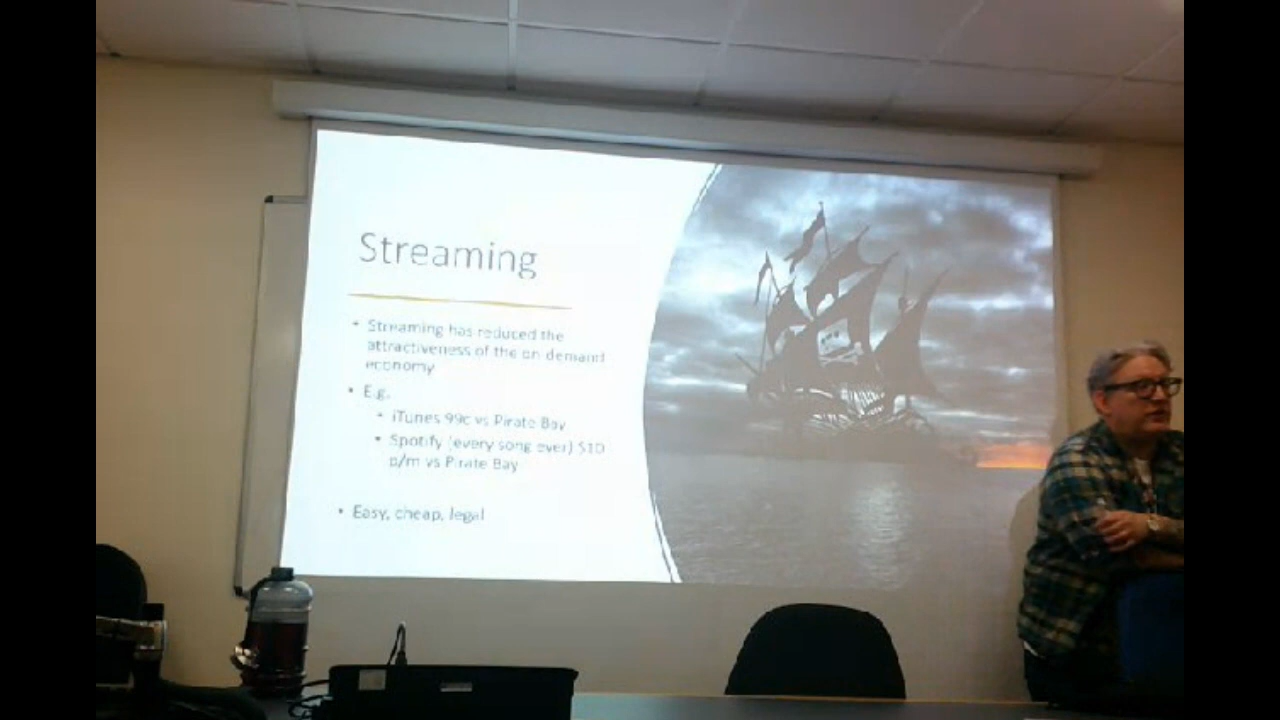 Streaming
• Streaming has reduced the
attractiveness of the on demand
economy
• E.g.
• iTunes 99c vs Pirate Bay
• Spotify (every song ever) $10
p/m vs Pirate Bay
• Easy, cheap, legal